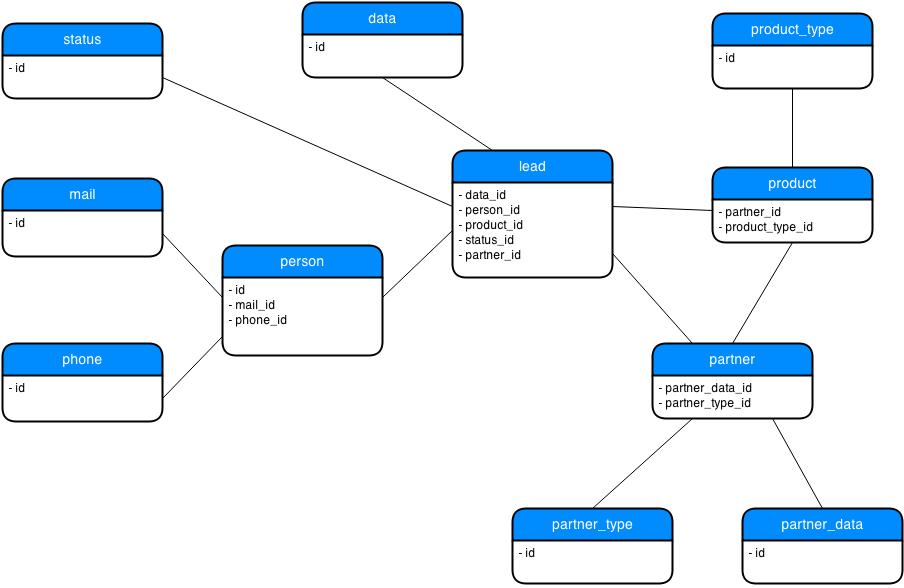 status
- id
data
- id
product_type
- id
mail
- id
lead
- data_id
- person_id
- product_id
- status_id
- partner_id
product
- partner_id
- product_type_id
person
- id
- mail_id
- phone_id
phone
- id
partner
- partner_data_id
- partner_type_id
partner_type
- id
partner_data
- id